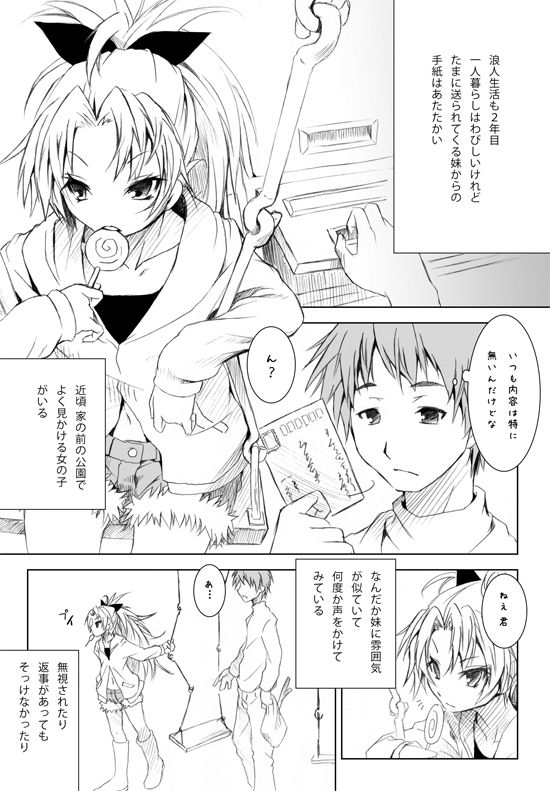 浪人生活も２年目
一人暮らしはわびしいけれど
たまに送られてくる妹からの
手紙はあたたかい
いつも内容は特に
無いんだけどな
ん？
近頃 家の前の公園で
よく見かける女の子
がいる
ねえ君
なんだか妹に雰囲気
が似ていて
何度か声をかけて
みている
あ…
プイ
無視されたり
返事があっても
そっけなかったり